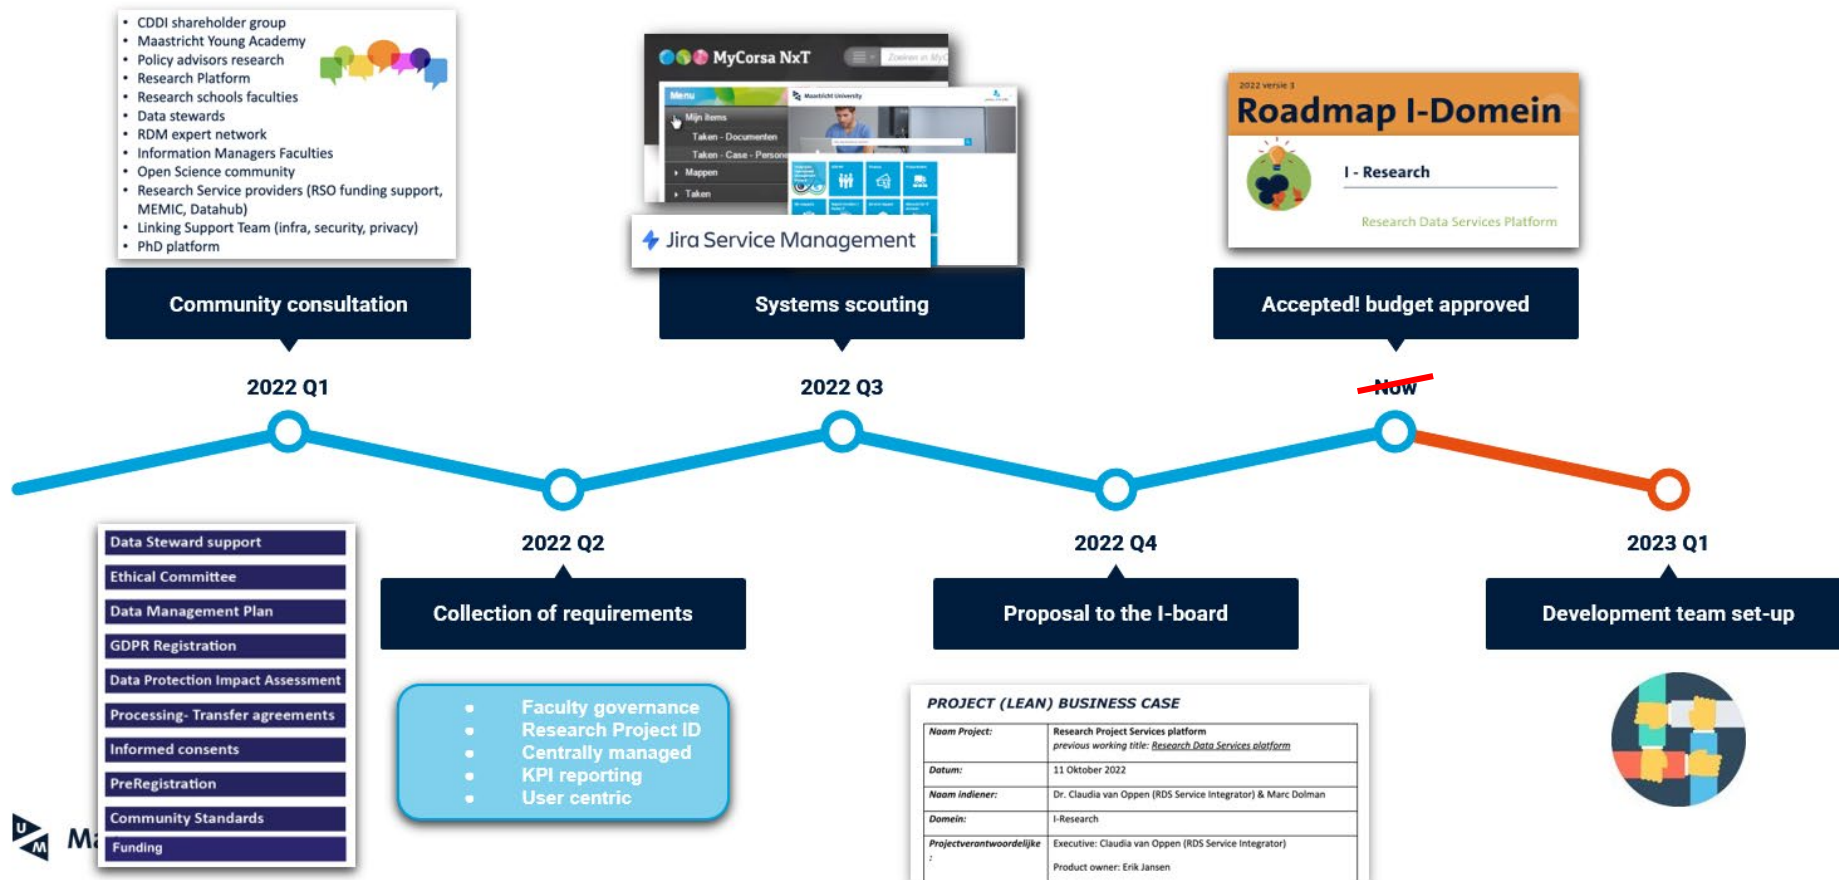 • CDDI shareholder group
• Maastricht Young Academy
• Policy advisors research
• Research Platform
• Research schools faculties
• Data stewards
• RDM expert network
• Information Managers Faculties
• Open Science community
• Research Service providers (RSO funding support,
MEMIC, Datahub)
• Linking Support Team (infra, security, privacy)
• PhD platform
Community consultation
2022 Q1
MyCorsa NxT
Zoeken in MyC
Menu
Mijn items
Taken - Documenten
Taken - Case - Persone
Mappen
Taken
Maastricht University
Jira Service Management
Systems scouting
2022 Q3
2022 versie 3
Roadmap I-Domein
I - Research
Research Data Services Platform
Accepted! budget approved
Now
Data Steward support
Ethical Committee
Data Management Plan
GDPR Registration
Data Protection Impact Assessment
Processing- Transfer agreements
Informed consents
PreRegistration
Community Standards
Funding
UM Ma
2022 Q2
Collection of requirements
• Faculty governance
• Research Project ID
• Centrally managed
• KPI reporting
• User centric
2022 Q4
Proposal to the I-board
PROJECT (LEAN) BUSINESS CASE
Naam Project: Research Project Services platform
previous working title: Research Data Services platform
Datum: 11 Oktober 2022
Naam indiener: Dr. Claudia van Oppen (RDS Service Integrator) & Marc Dolman
Domein: I-Research
Projectverantwoordelijke Executive: Claudia van Oppen (RDS Service Integrator)
:
Product owner: Erik Jansen
2023 Q1
Development team set-up